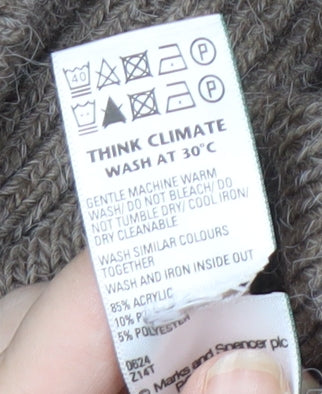 40 P
P
THINK CLIMATE
WASH AT 30°C
GENTLE MACHINE WARM
WASH/ DO NOT BLEACH/ DO
NOT TUMBLE DRY/ COOL IRON/
DRY CLEANABLE
WASH SIMILAR COLOURS
TOGETHER
WASH AND IRON INSIDE OUT
85% ACRYLIC
10%
5% POLYESTER
0624
Z14T
Marks and Spencer plc